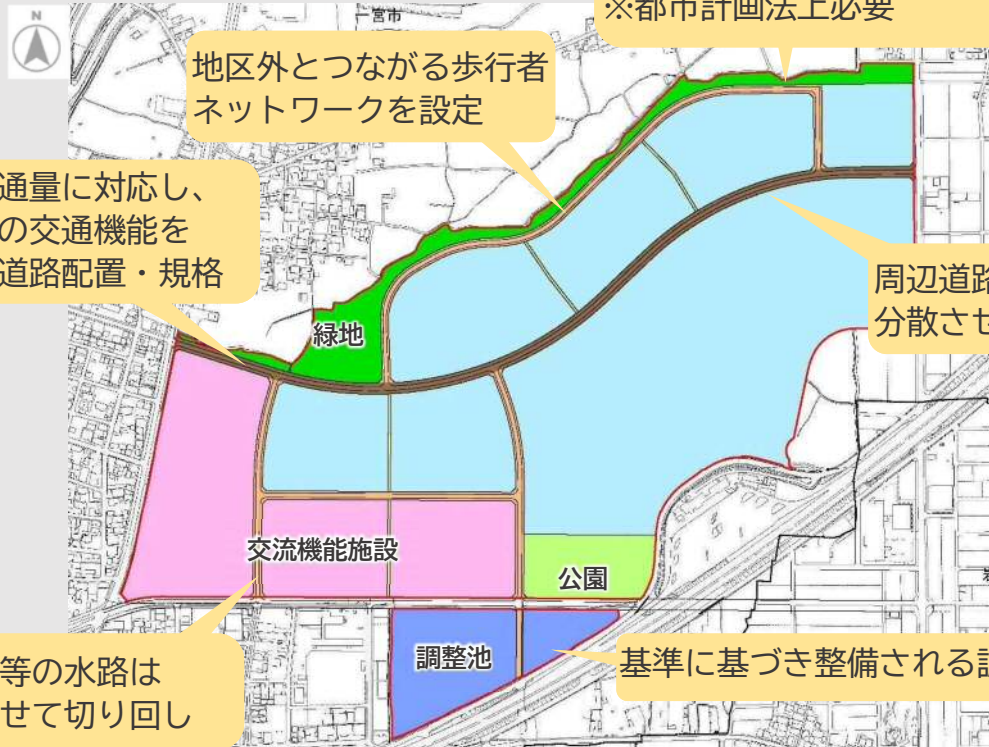 N
一宮市
※都市計画法上必要
地区外とつながる歩行者
ネットワークを設定
通量に対応し、
の交通機能を
道路配置・規格
周辺道路
分散させ
緑地
交流機能施設
公園
調整池
等の水路は
せて切り回し
基準に基づき整備される